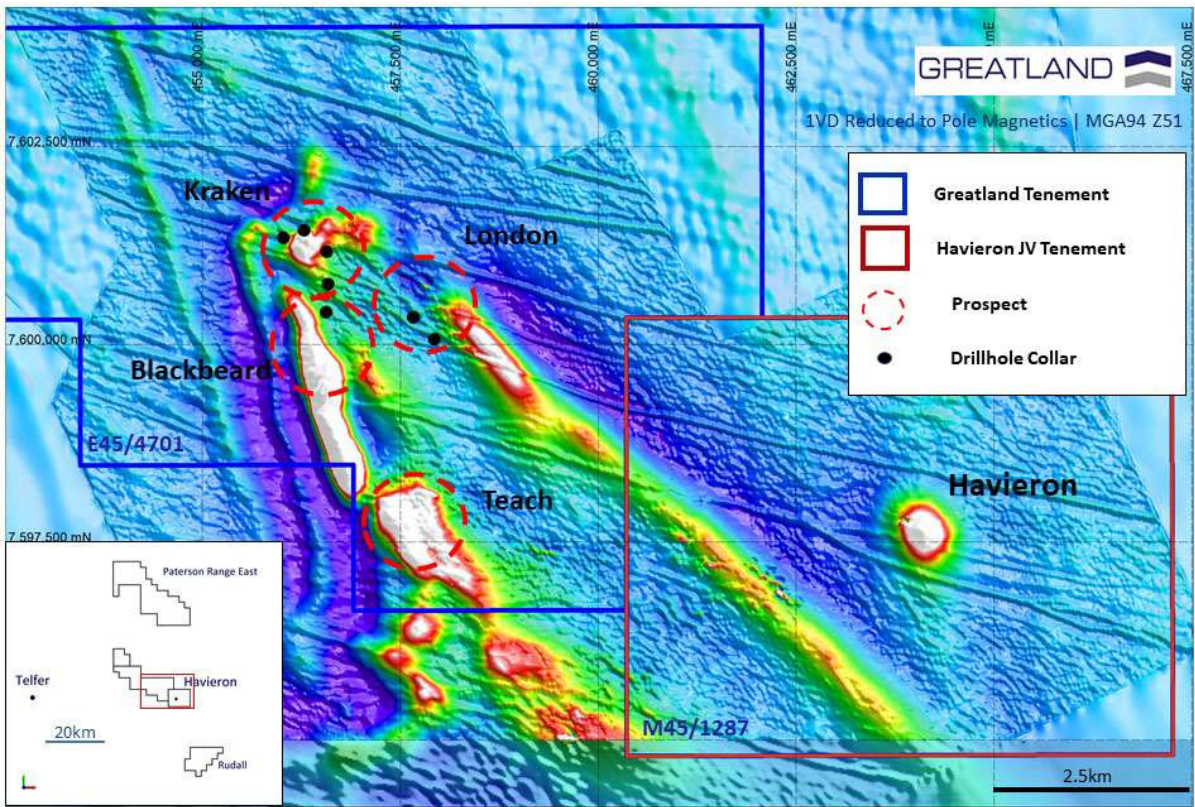 455,000 mE
457,500 mE
460,000 mE
462,500 mE
mE
467,500 mE
GREATLAND
1VD Reduced to Pole Magnetics | MGA94 Z51
7,602,500 mN
Greatland Tenement
Havieron JV Tenement
Prospect
Drillhole Collar
Kraken
London
7,600,000 mN
Blackbeard
E45/4701
Teach
Havieron
7,597,500 mN
Paterson Range East
Telfer
Havieron
20km
Rudall
M45/1287
2.5km